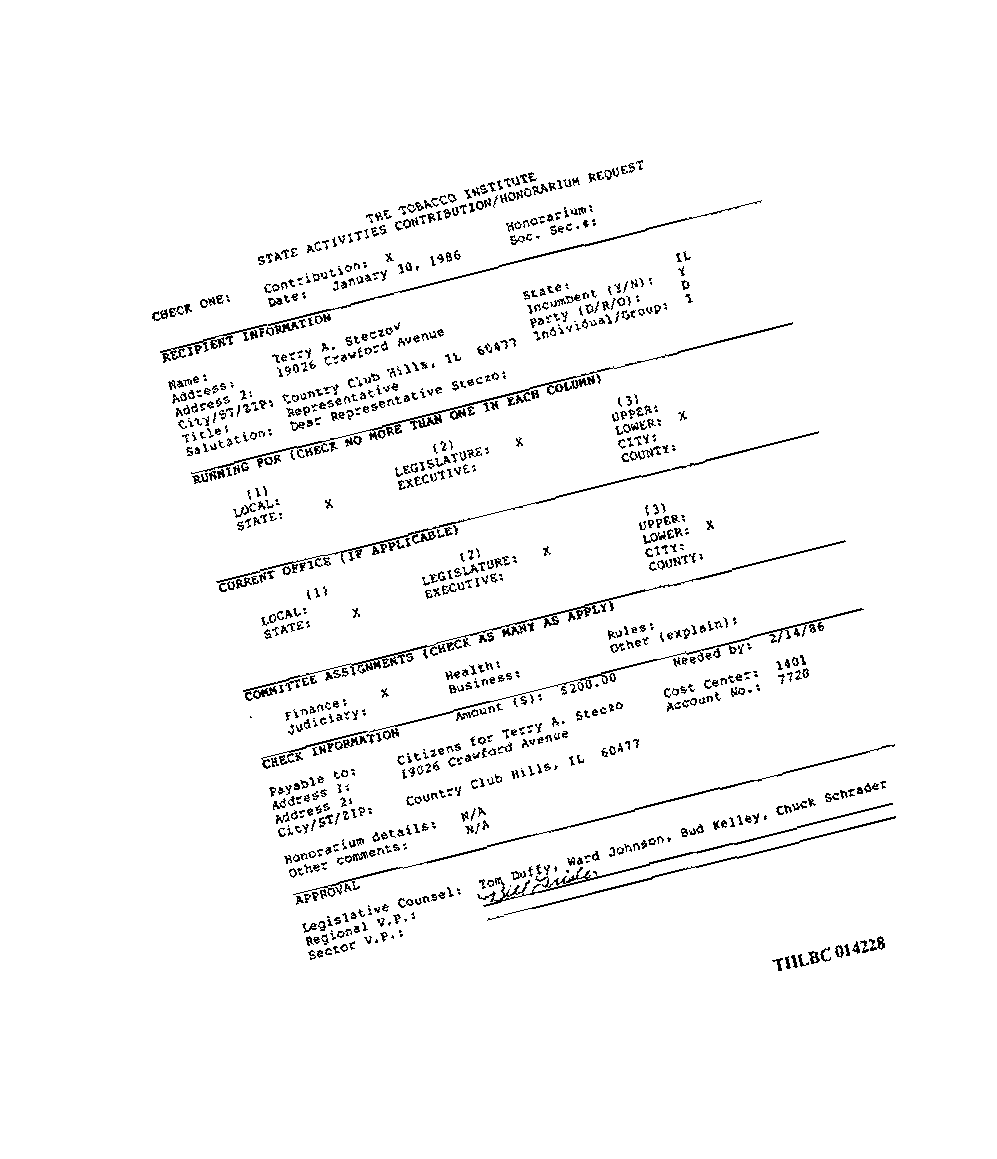 THE TOBACCO INSTITUTE
STATE ACTIVITIES CONTRIBUTION/HONORARIUM REQUEST
CHECK ONE: Contribution: X Honorarium:
Date: January 30, 1986 Soc. Sec.#:
RECIPIENT INFORMATION
Name: Terry A. Steczo State: IL
Address: 19026 Crawford Avenue Incumbent (Y/N): Y
Address 2: Party (D/R/O): D
City/ST/ZIP: Country Club Hills, IL 60477 Individual/Group: I
Title: Representative
Salutation: Dear Representative Steczo:
RUNNING FOR (CHECK NO MORE THAN ONE IN EACH COLUMN)
(1) (2) (3)
LOCAL: LEGISLATURE: X UPPER:
STATE: X EXECUTIVE: LOWER: X
CITY:
COUNTY:
CURRENT OFFICE (IF APPLICABLE)
(1) (2) (3)
LOCAL: LEGISLATURE: X UPPER:
STATE: X EXECUTIVE: LOWER: X
CITY:
COUNTY:
COMMITTEE ASSIGNMENTS (CHECK AS MANY AS APPLY)
Finance: X Health: Rules:
Judiciary: Business: Other (explain):
CHECK INFORMATION Amount ($): $200.00 Needed by: 2/14/86
Payable to: Citizens for Terry A. Steczo Cost Center: 1401
Address 1: 19026 Crawford Avenue Account No.: 7720
Address 2:
City/ST/ZIP: Country Club Hills, IL 60477
Honorarium details: N/A
Other comments: N/A
APPROVAL
Legislative Counsel: Tom Duffy, Ward Johnson, Bud Kelley, Chuck Schrader
Regional V.P.: Bill
Sector V.P.:
TIILBC 014228